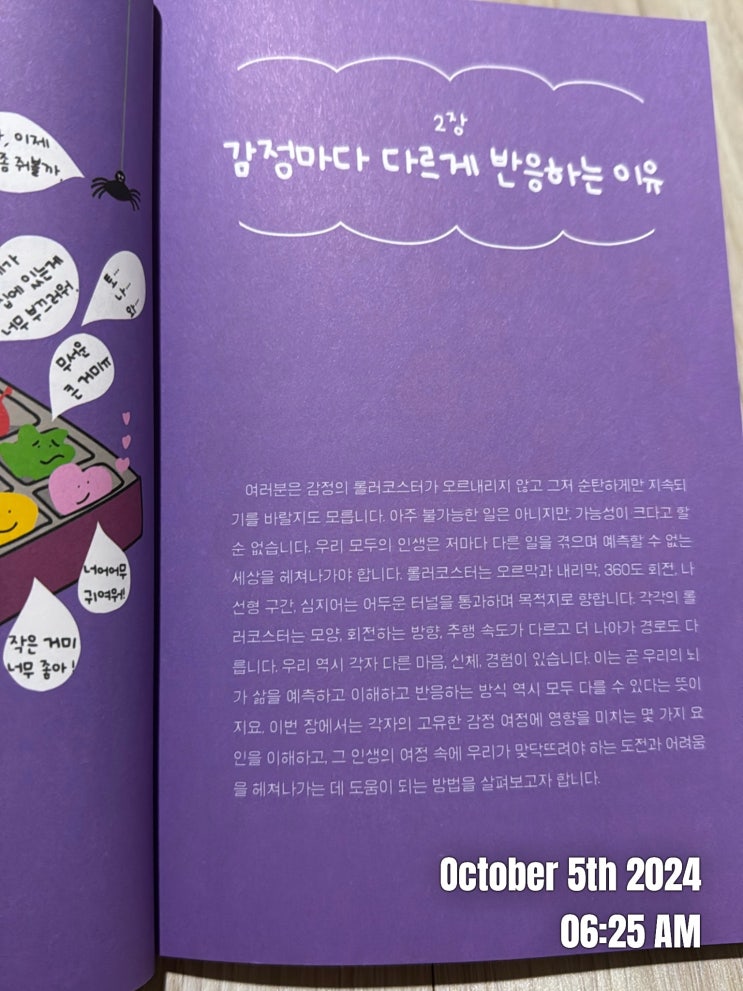 이제
좀 쥐볼까
집에 있는게
너무 부끄러워.
무서운
큰 거미ㅠ
너어어무
귀여워!
작은 거미
너무 좋아!
2장
감정마다 다르게 반응하는 이유
여러분은 감정의 롤러코스터가 오르내리지 않고 그저 순탄하게만 지속되
기를 바랄지도 모릅니다. 아주 불가능한 일은 아니지만, 가능성이 크다고 할
순 없습니다. 우리 모두의 인생은 저마다 다른 일을 겪으며 예측할 수 없는
세상을 헤쳐나가야 합니다. 롤러코스터는 오르막과 내리막, 360도 회전, 나
선형 구간, 심지어는 어두운 터널을 통과하며 목적지로 향합니다. 각각의 롤
러코스터는 모양, 회전하는 방향, 주행 속도가 다르고 더 나아가 경로도 다
릅니다. 우리 역시 각자 다른 마음, 신체, 경험이 있습니다. 이는 곧 우리의 뇌
가 삶을 예측하고 이해하고 반응하는 방식 역시 모두 다를 수 있다는 뜻이
지요. 이번 장에서는 각자의 고유한 감정 여정에 영향을 미치는 몇 가지 요
인을 이해하고, 그 인생의 여정 속에 우리가 맞닥뜨려야 하는 도전과 어려움
을 헤쳐나가는 데 도움이 되는 방법을 살펴보고자 합니다.
October 5th 2024
06:25 AM